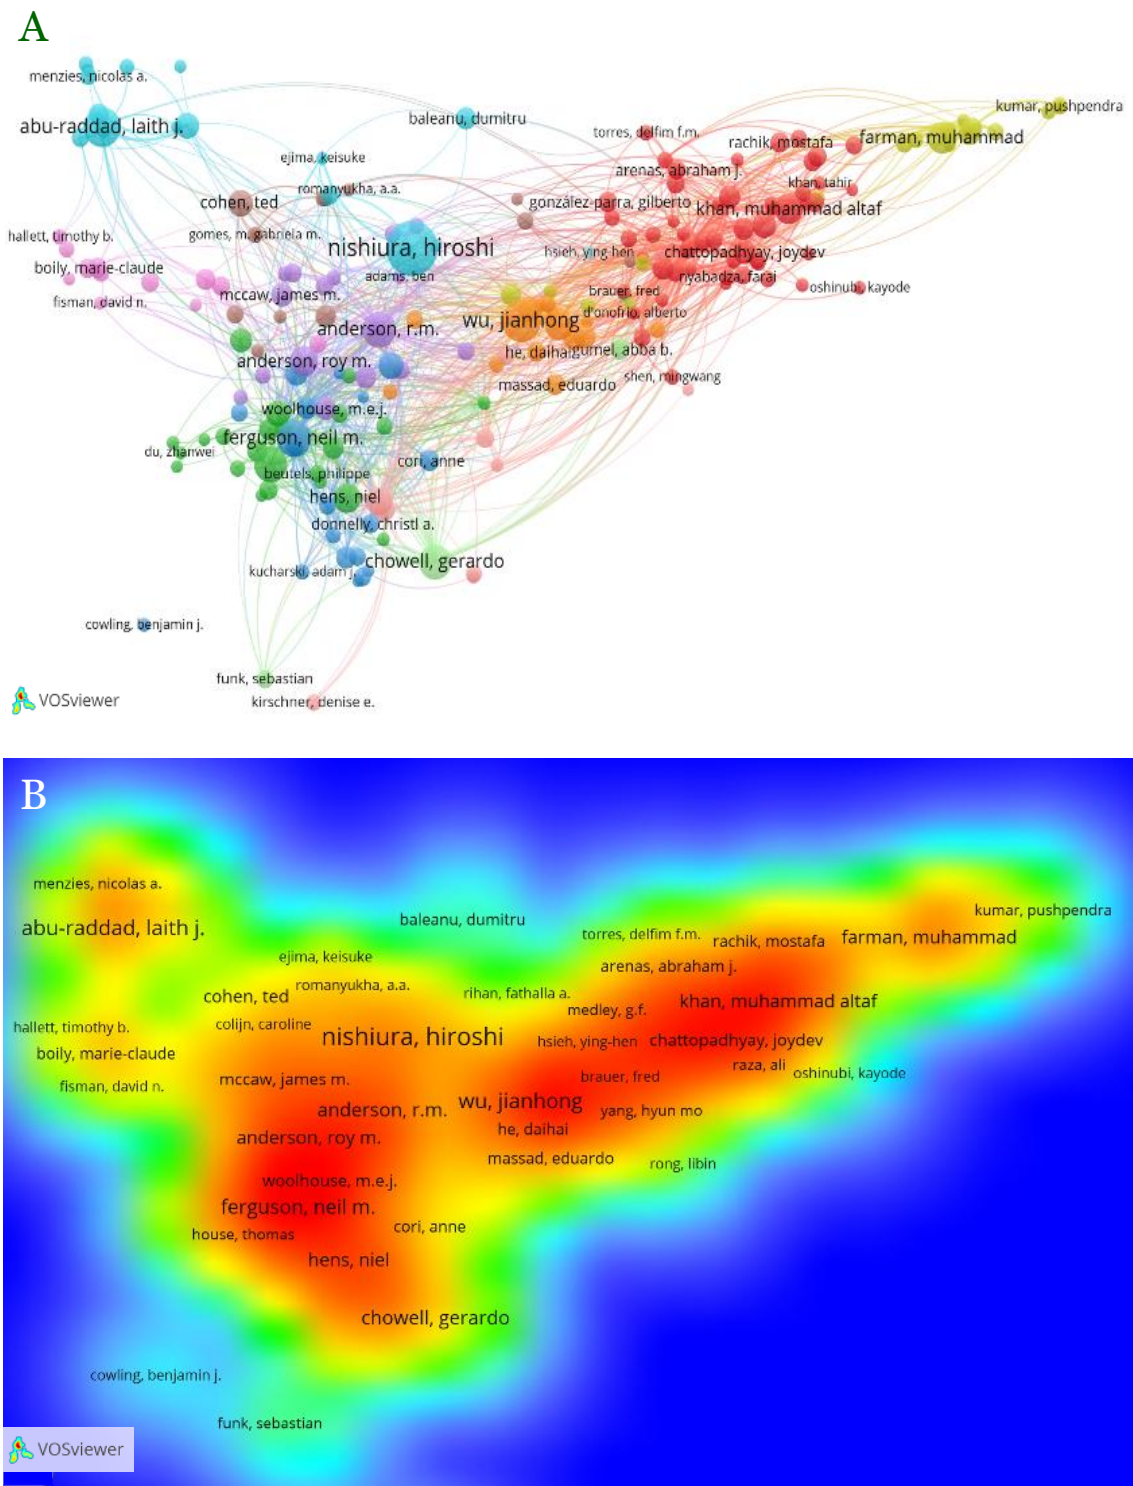 A
menzies, nicolas a.
abu-raddad, laith j.
baleanu, dumitru
kumar, pushpendra
torres, delfim f.m.
rachik, mostafa
farman, muhammad
ejima, keisuke
arenas, abraham j.
khan, tahir
romanyukha, a.a.
cohen, ted
gonzález-parra, gilberto
khan, muhammad altaf
hallett, timothy b.
gomes, m. gabriela m.
nishiura, hiroshi
hsieh, ying-hen
chattopadhyay, joydev
boily, marie-claude
adams, ben
nyabadza, farai
fisman, david n.
mccaw, james m.
brauer, fred
oshinubi, kayode
anderson, r.m.
wu, jianhong
d'onofrio, alberto
anderson, roy m.
he, daihai
gumel, abba b.
massad, eduardo
shen, mingwang
woolhouse, m.e.j.
ferguson, neil m.
du, zhanwei
cori, anne
beutels, philippe
hens, niel
donnelly, christl a.
kucharski, adam j.
chowell, gerardo
cowling, benjamin j.
funk, sebastian
kirschner, denise e.
VOSviewer
B
menzies, nicolas a.
abu-raddad, laith j.
baleanu, dumitru
kumar, pushpendra
torres, delfim f.m.
rachik, mostafa
farman, muhammad
ejima, keisuke
arenas, abraham j.
romanyukha, a.a.
cohen, ted
rihan, fathalla a.
khan, muhammad altaf
medley, g.f.
hallett, timothy b.
colijn, caroline
nishiura, hiroshi
hsieh, ying-hen
chattopadhyay, joydev
boily, marie-claude
raza, ali
oshinubi, kayode
fisman, david n.
mccaw, james m.
brauer, fred
anderson, r.m.
wu, jianhong
yang, hyun mo
anderson, roy m.
he, daihai
massad, eduardo
rong, libin
woolhouse, m.e.j.
ferguson, neil m.
house, thomas
cori, anne
hens, niel
chowell, gerardo
cowling, benjamin j.
funk, sebastian
VOSviewer